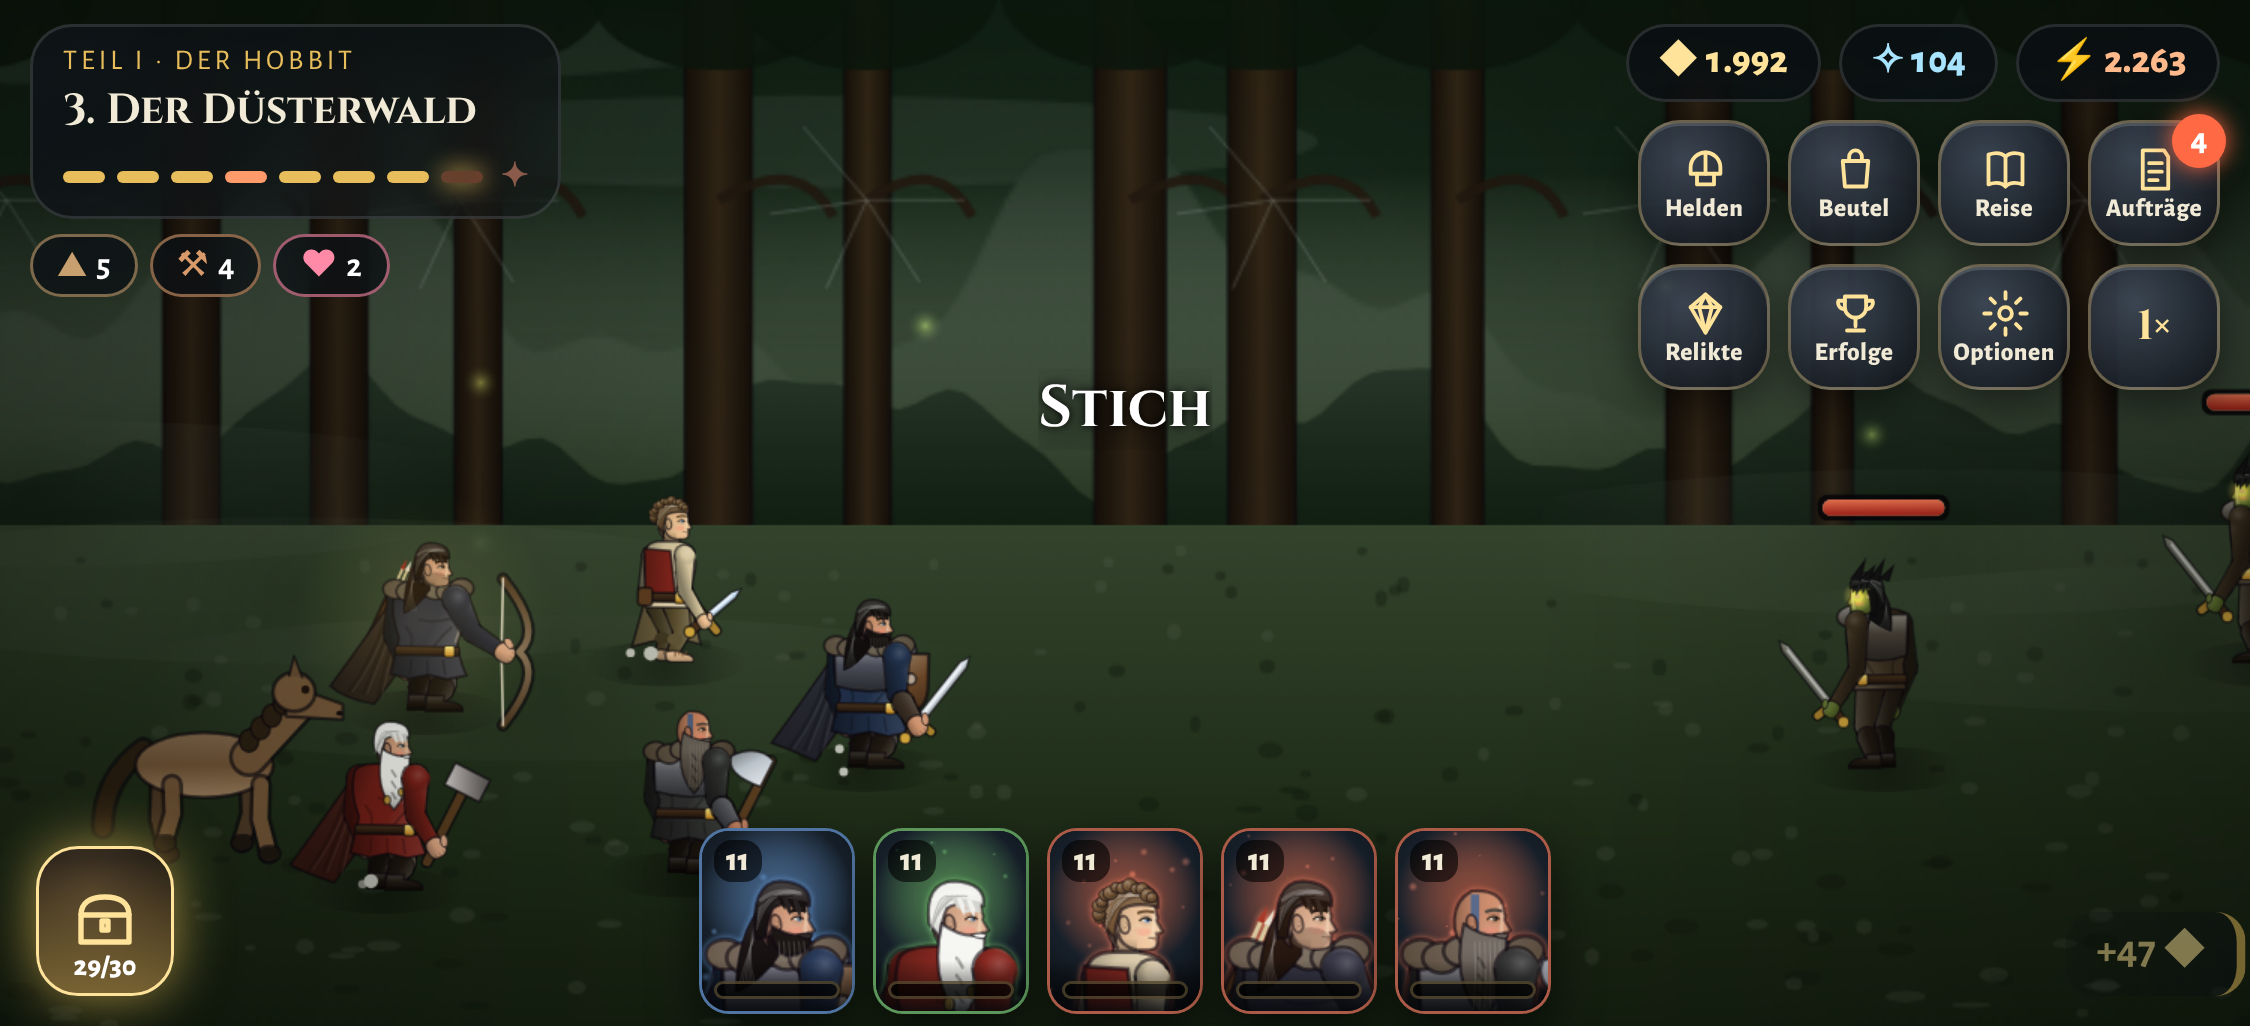 TEIL I · DER HOBBIT
3. DER DÜSTERWALD
5 4 2
1.992 104 2.263
Helden Beutel Reise Aufträge 4
Relikte Erfolge Optionen 1×
STICH
29/30
11 11 11 11 11
+47